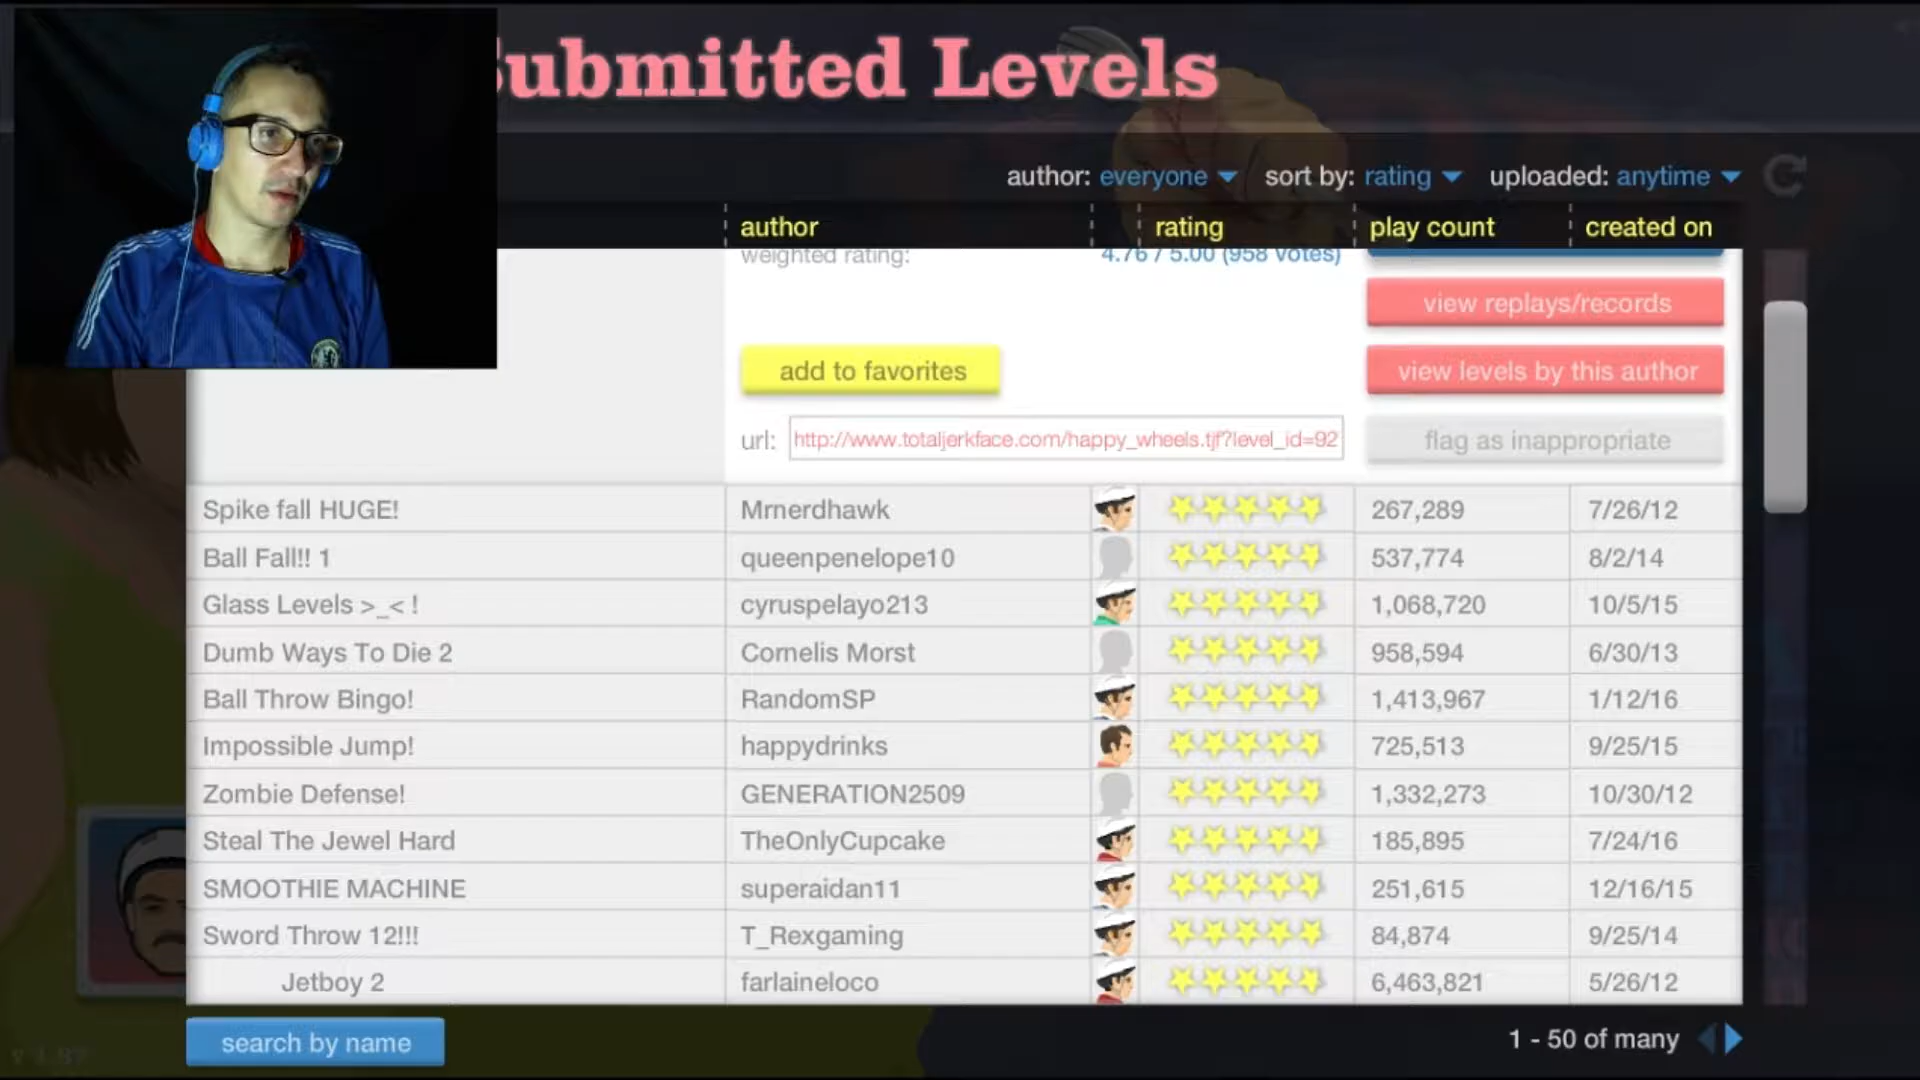 ubmitted Levels
author: everyone sort by: rating uploaded: anytime
author rating play count created on
weighted rating: 4.76 / 5.00 (958 votes)
view replays/records
add to favorites view levels by this author
url: http://www.totaljerkface.com/happy_wheels.tjf?level_id=92 flag as inappropriate
Spike fall HUGE! Mrnerdhawk 267,289 7/26/12
Ball Fall!! 1 queenpenelope10 537,774 8/2/14
Glass Levels >_< ! cyruspelayo213 1,068,720 10/5/15
Dumb Ways To Die 2 Cornelis Morst 958,594 6/30/13
Ball Throw Bingo! RandomSP 1,413,967 1/12/16
Impossible Jump! happydrinks 725,513 9/25/15
Zombie Defense! GENERATION2509 1,332,273 10/30/12
Steal The Jewel Hard TheOnlyCupcake 185,895 7/24/16
SMOOTHIE MACHINE superaidan11 251,615 12/16/15
Sword Throw 12!!! T_Rexgaming 84,874 9/25/14
Jetboy 2 farlaineloco 6,463,821 5/26/12
search by name 1 - 50 of many